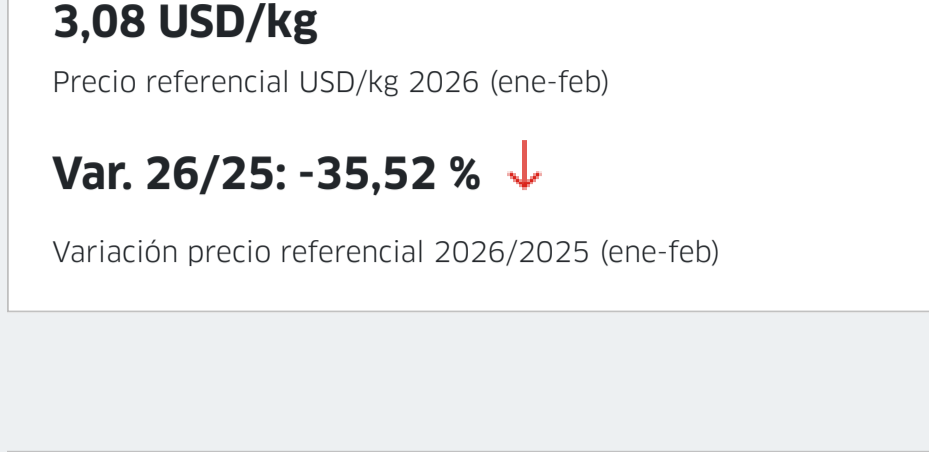 3,08 USD/kg
Precio referencial USD/kg 2026 (ene-feb)
Var. 26/25: -35,52 %
Variación precio referencial 2026/2025 (ene-feb)